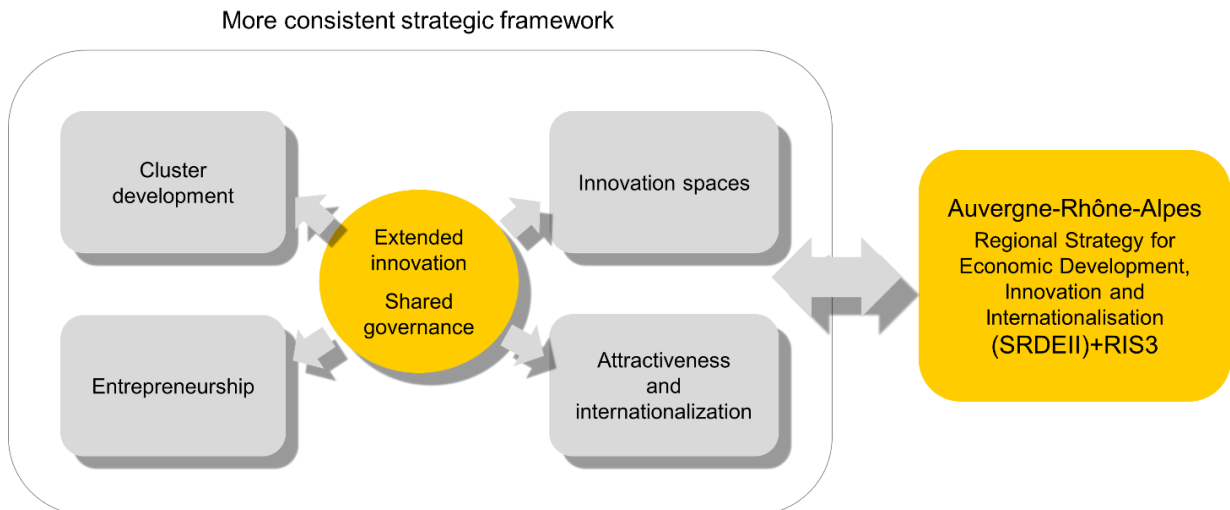 More consistent strategic framework
Cluster
development
Innovation spaces
Extended
innovation
Shared
governance
Entrepreneurship
Attractiveness
and
internationalization
Auvergne-Rhône-Alpes
Regional Strategy for
Economic Development,
Innovation and
Internationalisation
(SRDEII)+RIS3